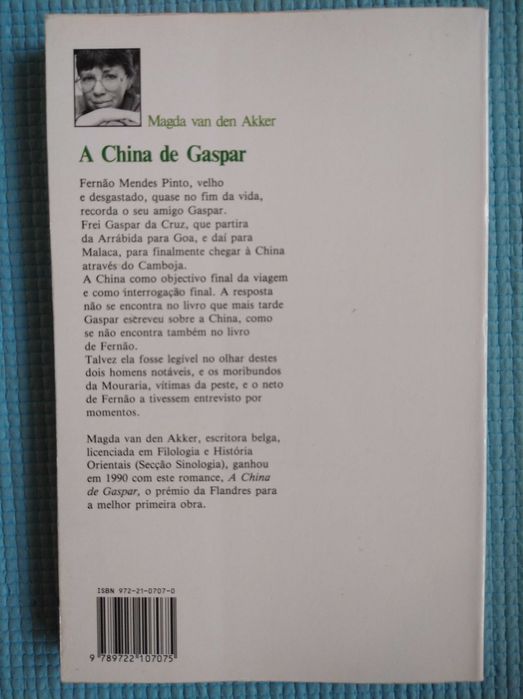 Magda van den Akker
A China de Gaspar
Fernão Mendes Pinto, velho
e desgastado, quase no fim da vida,
recorda o seu amigo Gaspar.
Frei Gaspar da Cruz, que partira
da Arrábida para Goa, e daí para
Malaca, para finalmente chegar à China
através do Camboja.
A China como objectivo final da viagem
e como interrogação final. A resposta
não se encontra no livro que mais tarde
Gaspar escreveu sobre a China, como
se não encontra também no livro
de Fernão.
Talvez ela fosse legível no olhar destes
dois homens notáveis, e os moribundos
da Mouraria, vítimas da peste, e o neto
de Fernão a tivessem entrevisto por
momentos.
Magda van den Akker, escritora belga,
licenciada em Filologia e História
Orientais (Secção Sinologia), ganhou
em 1990 com este romance, A China
de Gaspar, o prémio da Flandres para
a melhor primeira obra.
ISBN 972-21-0707-0
9 789722 107075